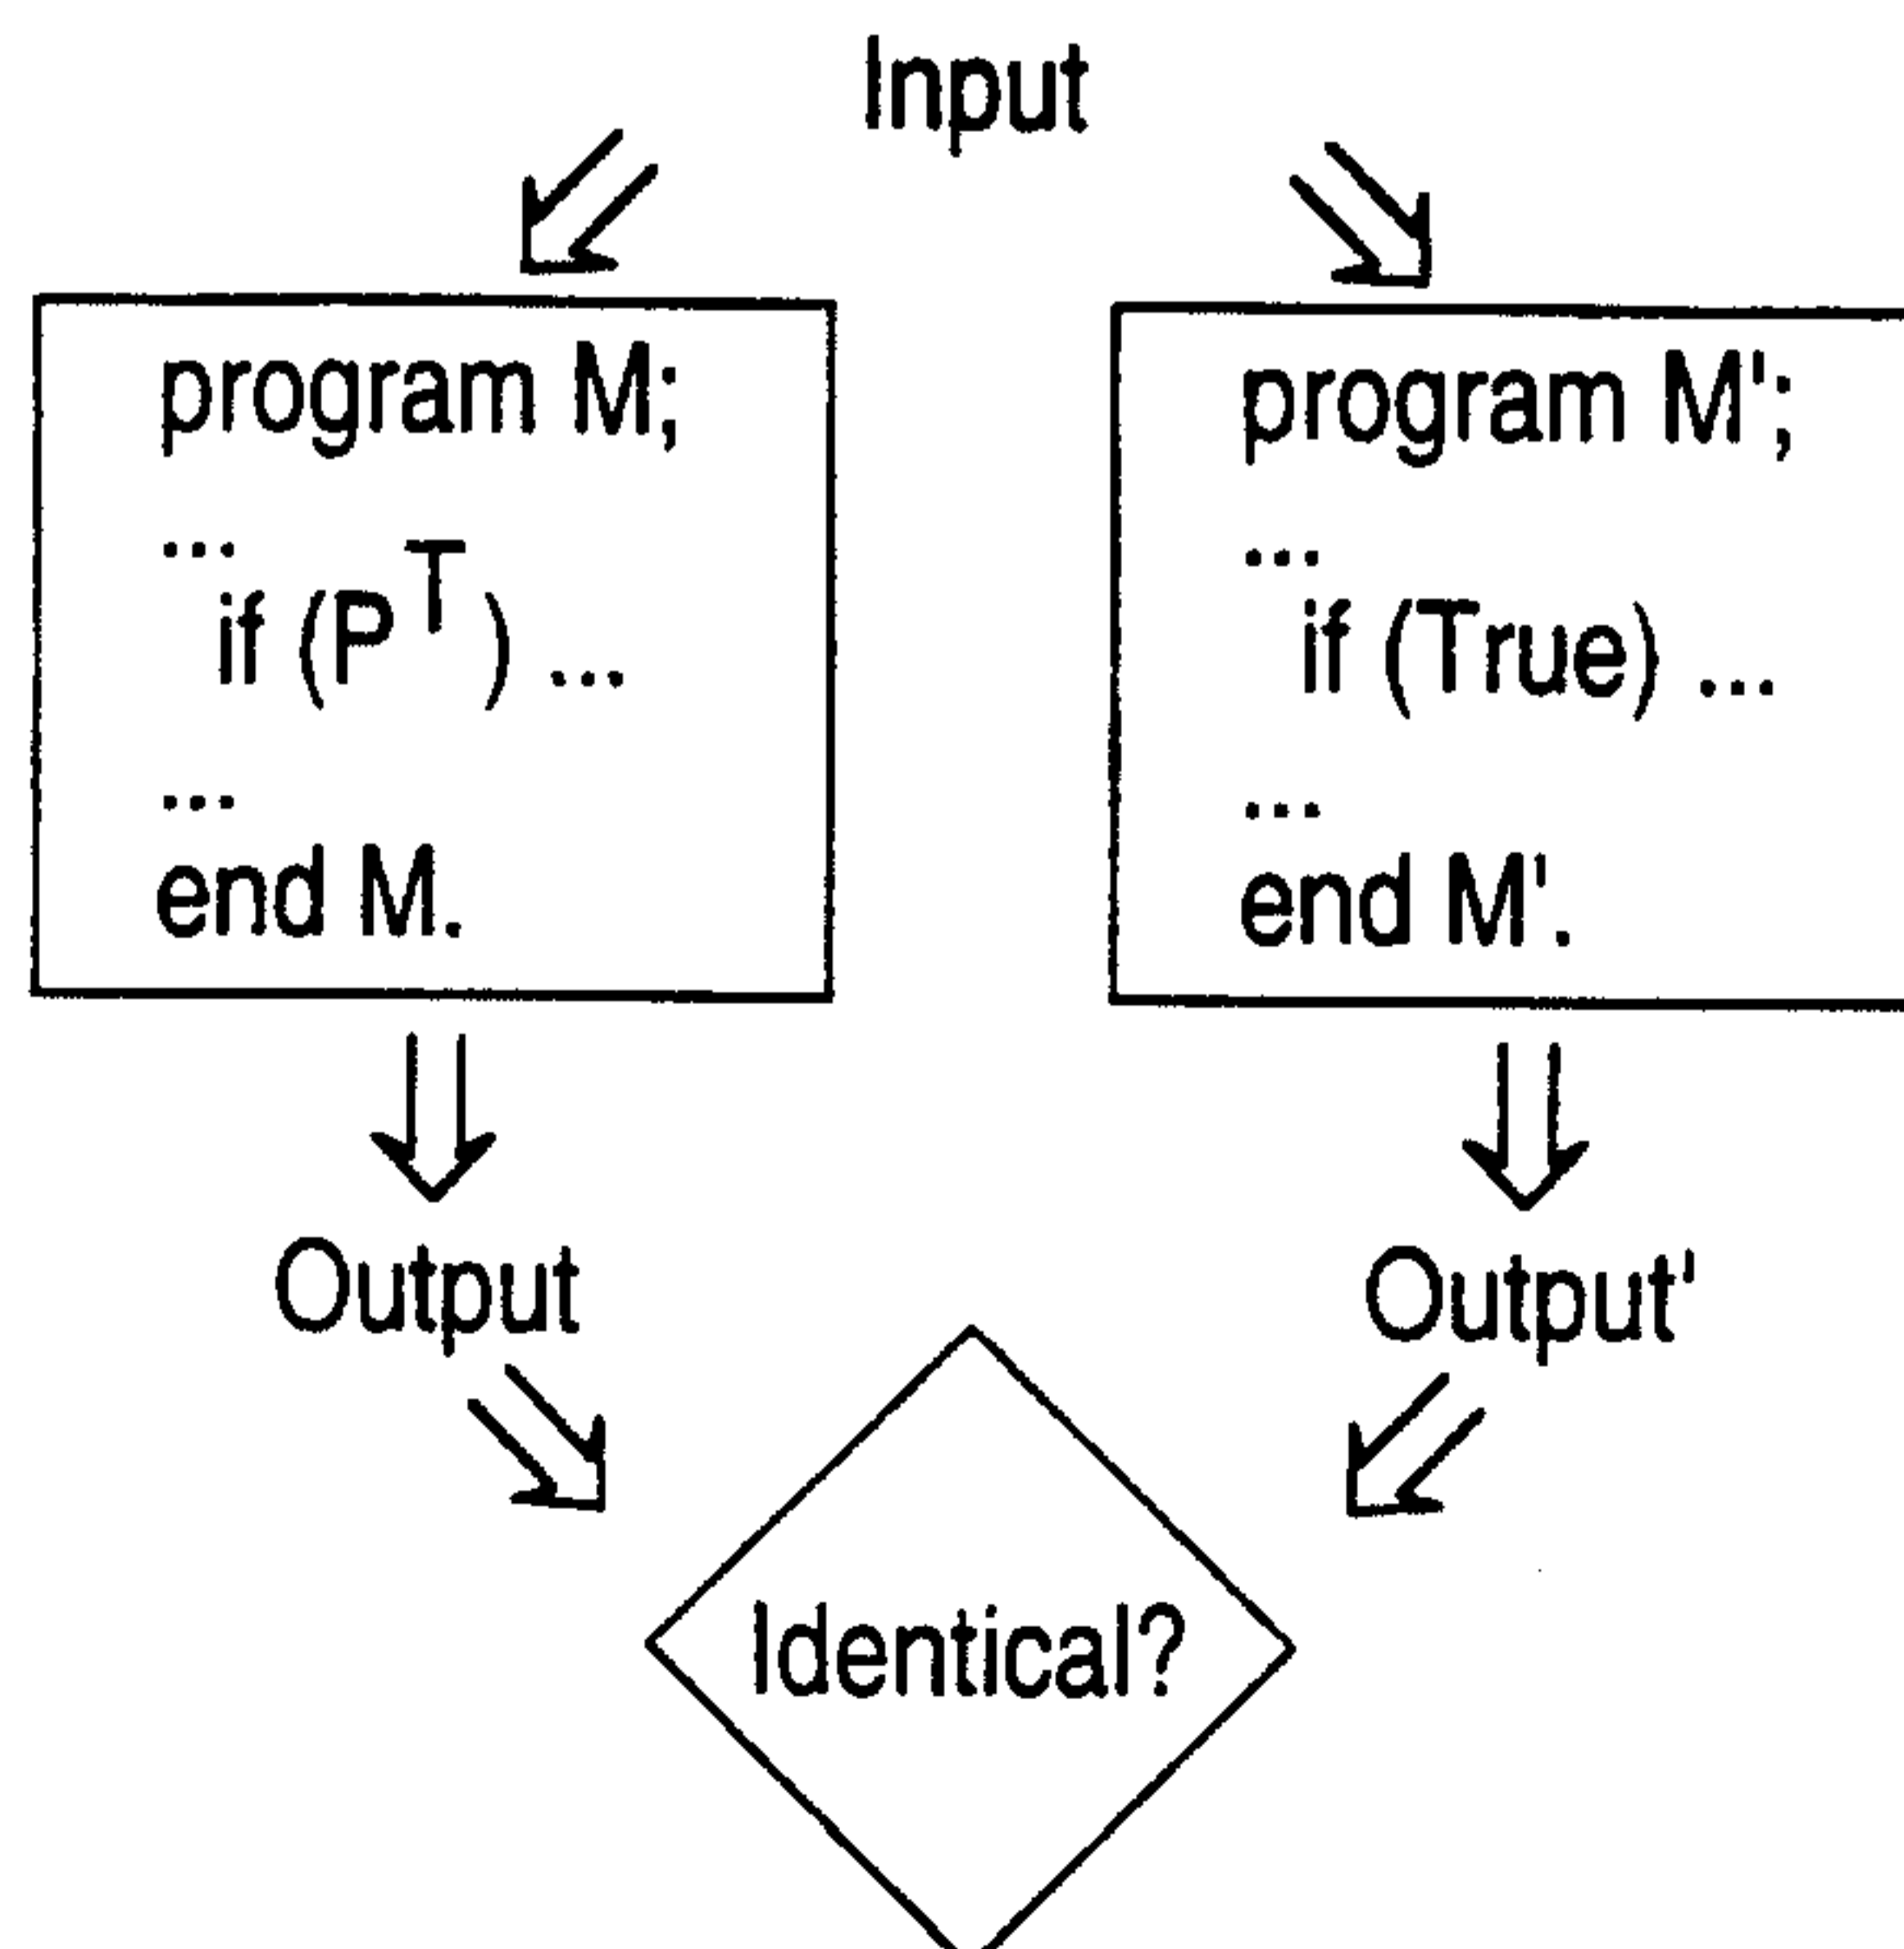 Input
program M;
...
if (P^T) ...
...
end M.
program M';
...
if (True) ...
...
end M'.
Output
Output'
Identical?